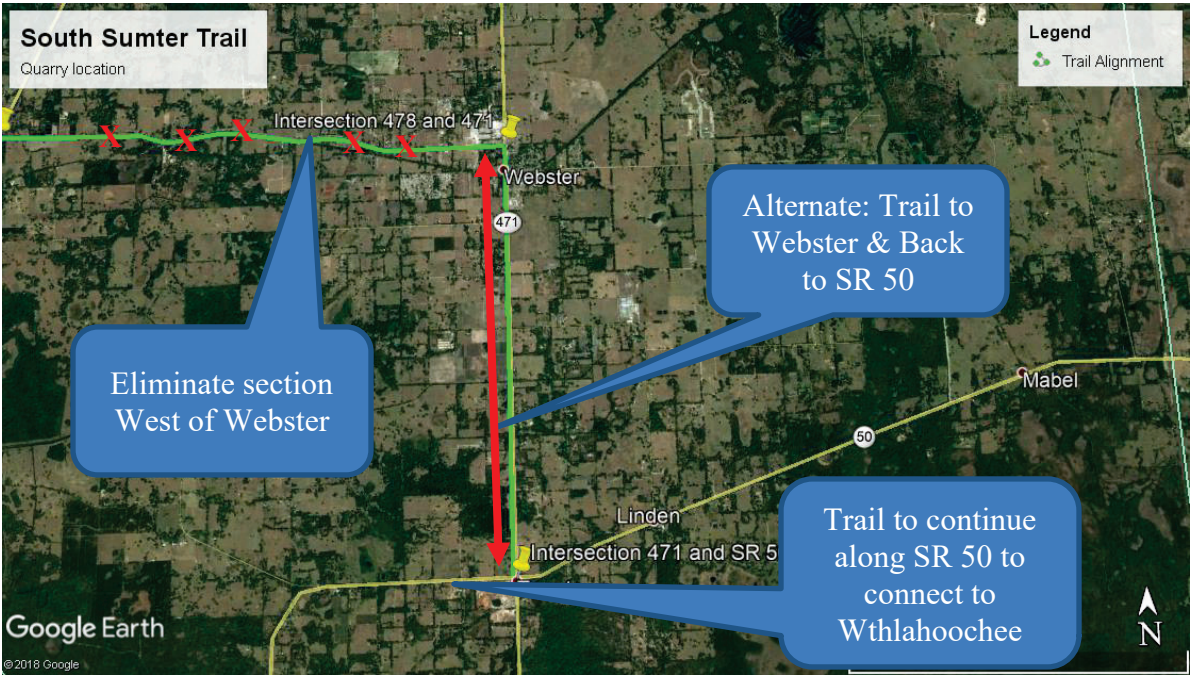 South Sumter Trail
Quarry location
Legend
Trail Alignment
Intersection 478 and 471
X X X X X
Webster
471
Alternate: Trail to
Webster & Back
to SR 50
Eliminate section
West of Webster
Mabel
50
Linden
Intersection 471 and SR 5
Trail to continue
along SR 50 to
connect to
Wthlahoochee
Google Earth
©2018 Google
N